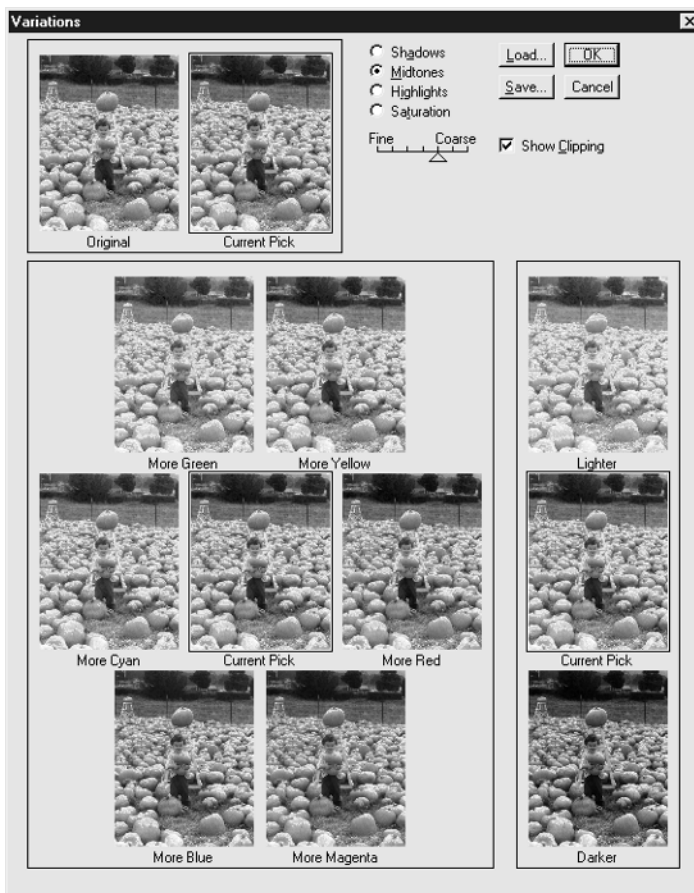 Variations
Original
Current Pick
Shadows
Midtones
Highlights
Saturation
Fine
Coarse
Load...
OK
Save...
Cancel
Show Clipping
More Green
More Yellow
More Cyan
Current Pick
More Red
More Blue
More Magenta
Lighter
Current Pick
Darker